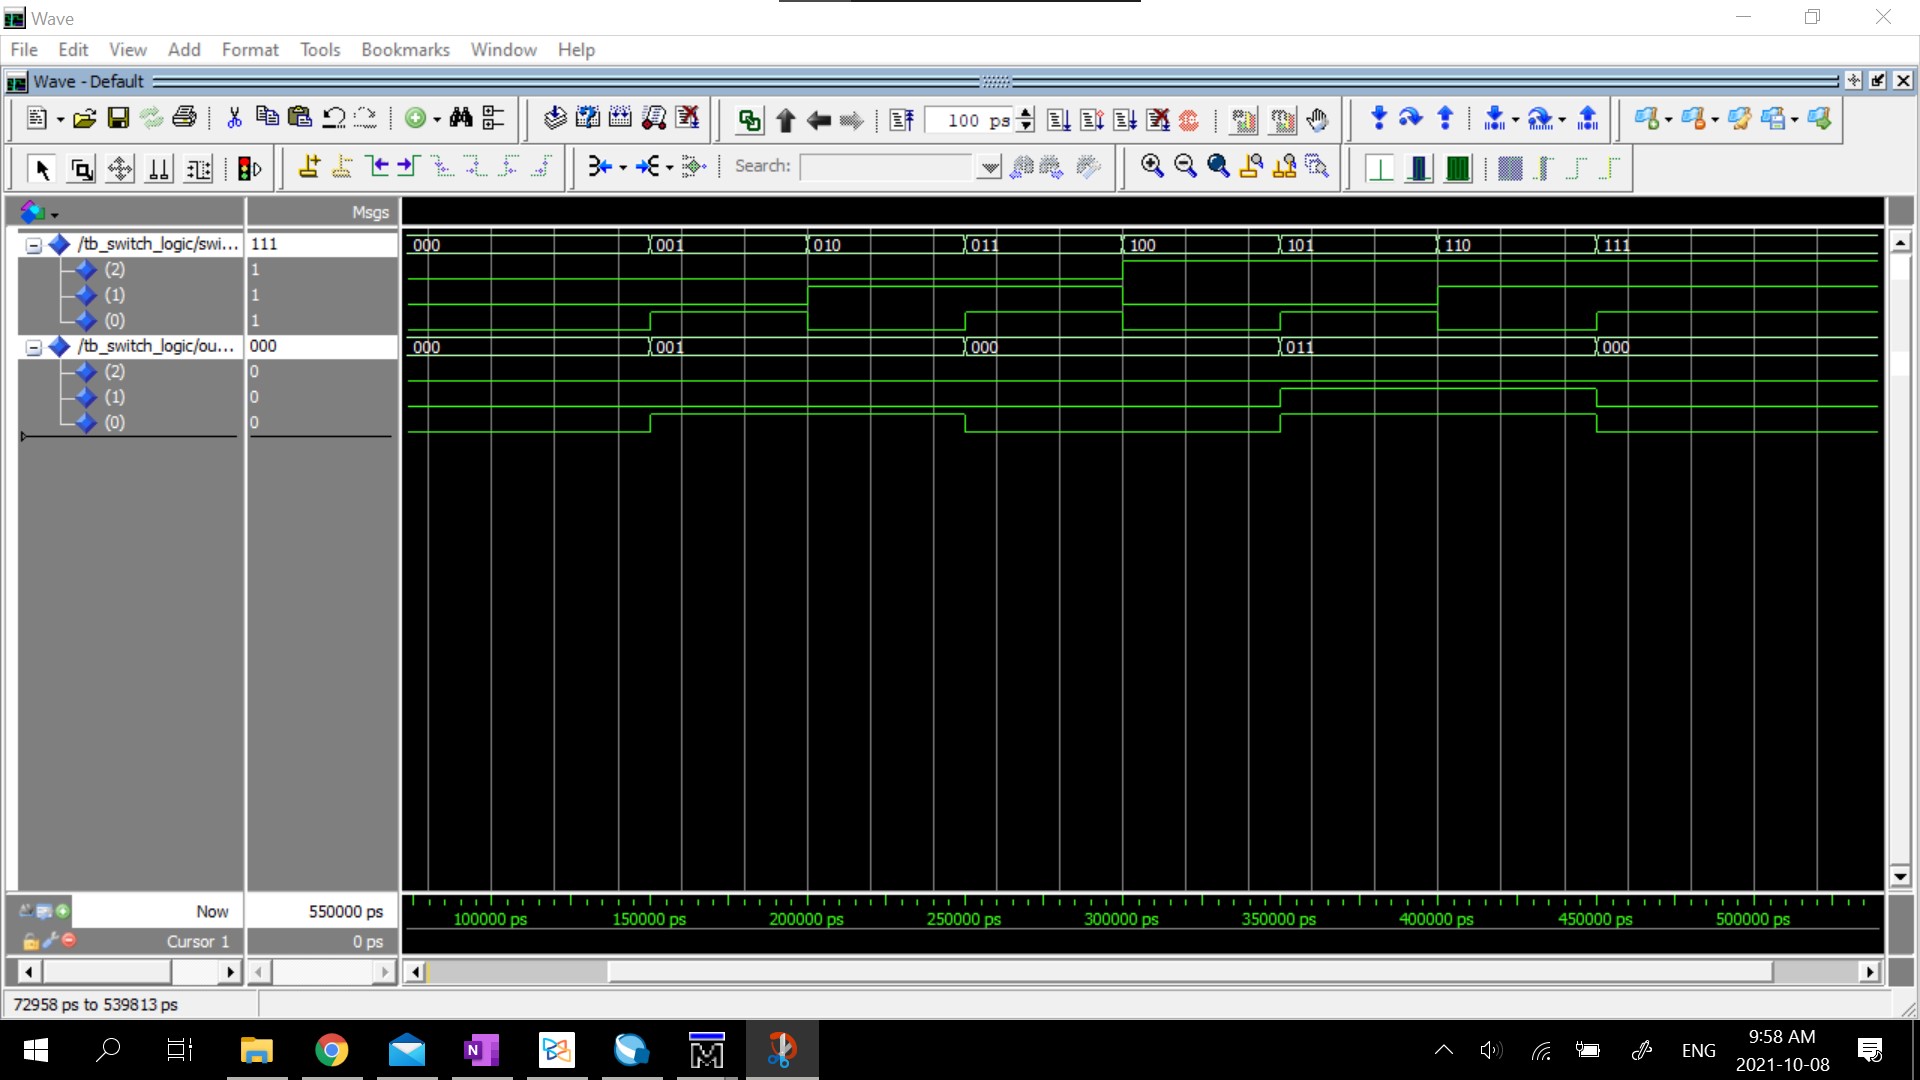 Wave
File Edit View Add Format Tools Bookmarks Window Help
Wave - Default
100 ps
Search:
Msgs
/tb_switch_logic/swi... 111 000 001 010 011 100 101 110 111
(2) 1
(1) 1
(0) 1
/tb_switch_logic/ou... 000 000 001 000 011 000
(2) 0
(1) 0
(0) 0
Now 550000 ps 100000 ps 150000 ps 200000 ps 250000 ps 300000 ps 350000 ps 400000 ps 450000 ps 500000 ps
Cursor 1 0 ps
72958 ps to 539813 ps
N M ENG 9:58 AM
2021-10-08